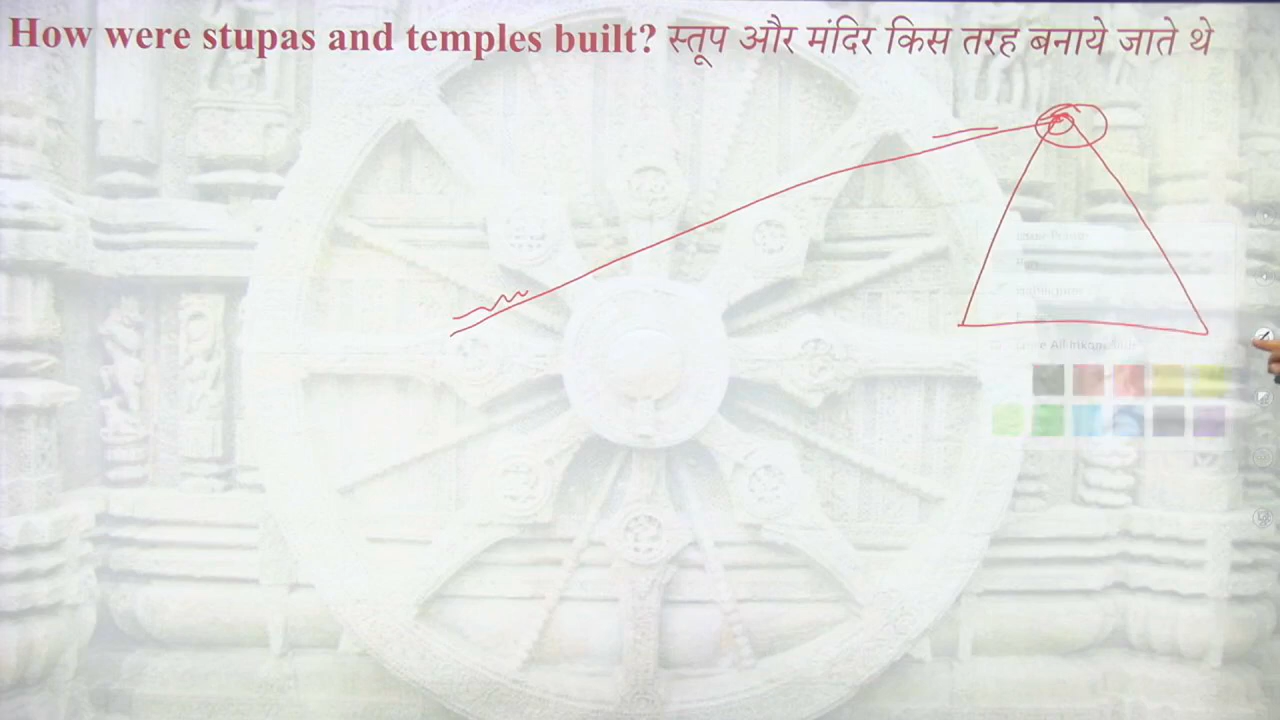 How were stupas and temples built? स्तूप और मंदिर किस तरह बनाये जाते थे